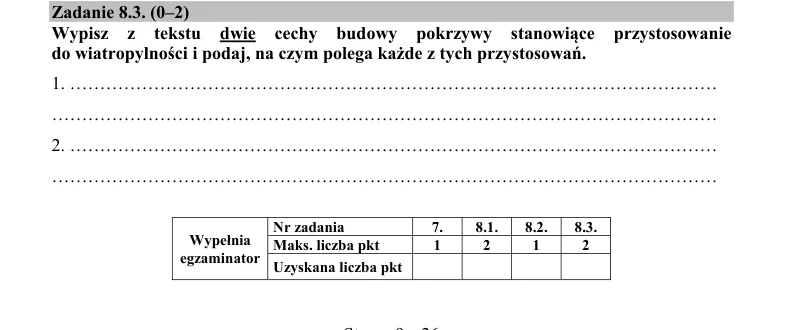 Zadanie 8.3. (0–2)
Wypisz z tekstu dwie cechy budowy pokrzywy stanowiące przystosowanie
do wiatropylności i podaj, na czym polega każde z tych przystosowań.
1. ……………………………………………………………………………………………
……………………………………………………………………………………………
2. ……………………………………………………………………………………………
……………………………………………………………………………………………
Wypełnia egzaminator
Nr zadania 7. 8.1. 8.2. 8.3.
Maks. liczba pkt 1 2 1 2
Uzyskana liczba pkt